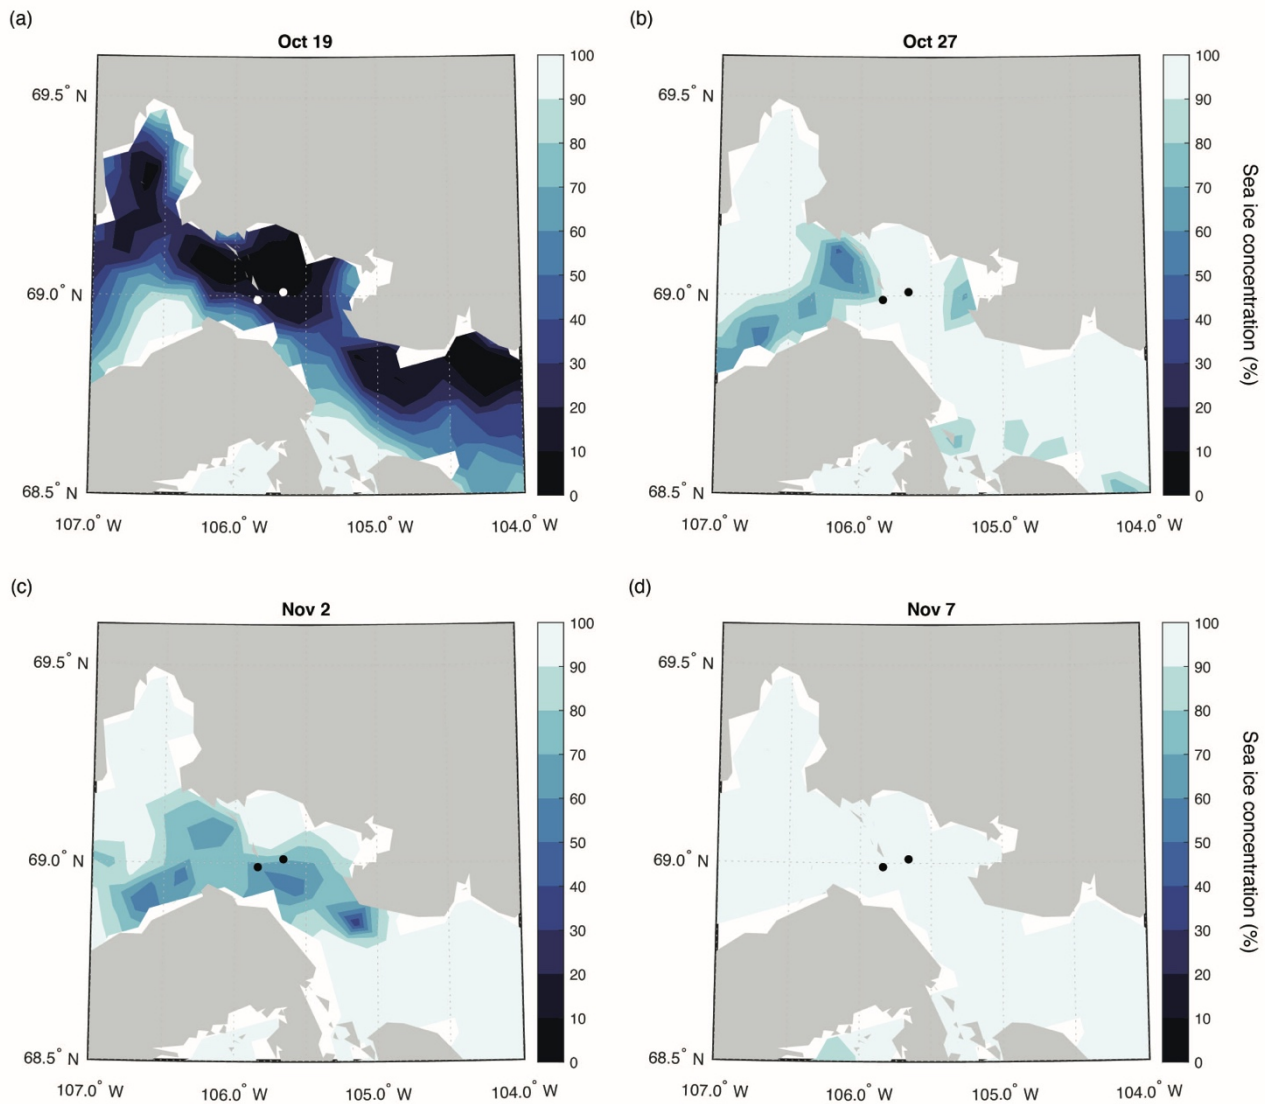 (a)
Oct 19
69.5° N
69.0° N
68.5° N
107.0° W
106.0° W
105.0° W
104.0° W
100
90
80
70
60
50
40
30
20
10
0
(b)
Oct 27
69.5° N
69.0° N
68.5° N
107.0° W
106.0° W
105.0° W
104.0° W
100
90
80
70
60
50
40
30
20
10
0
Sea ice concentration (%)
(c)
Nov 2
69.5° N
69.0° N
68.5° N
107.0° W
106.0° W
105.0° W
104.0° W
100
90
80
70
60
50
40
30
20
10
0
(d)
Nov 7
69.5° N
69.0° N
68.5° N
107.0° W
106.0° W
105.0° W
104.0° W
100
90
80
70
60
50
40
30
20
10
0
Sea ice concentration (%)